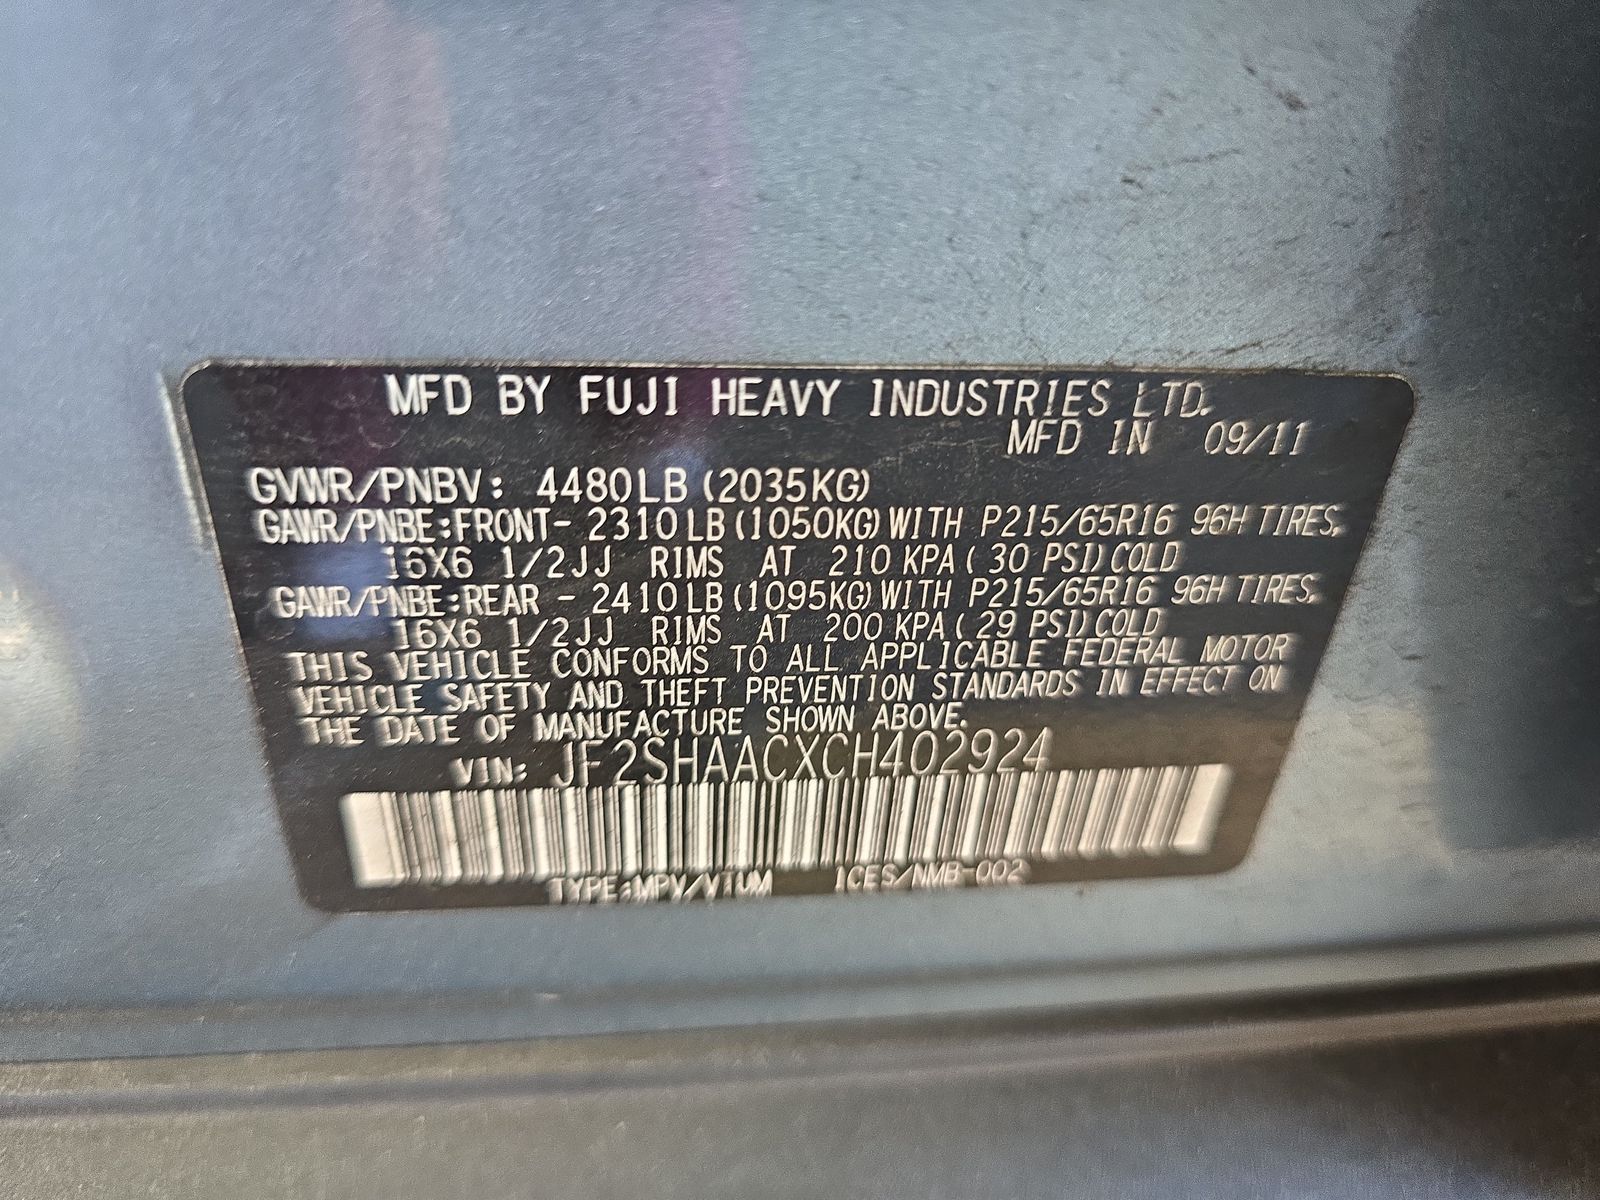 MFD BY FUJI HEAVY INDUSTRIES LTD.
MFD IN 09/11
GVWR/PNBV: 4480LB(2035KG)
GAWR/PNBE:FRONT- 2310LB(1050KG)WITH P215/65R16 96H TIRES,
16X6 1/2JJ RIMS AT 210 KPA( 30 PSI)COLD
GAWR/PNBE:REAR - 2410LB(1095KG)WITH P215/65R16 96H TIRES,
16X6 1/2JJ RIMS AT 200 KPA( 29 PSI)COLD
THIS VEHICLE CONFORMS TO ALL APPLICABLE FEDERAL MOTOR
VEHICLE SAFETY AND THEFT PREVENTION STANDARDS IN EFFECT ON
THE DATE OF MANUFACTURE SHOWN ABOVE.
VIN: JF2SHAACXCH402924
TYPE:MPV/VTUM ICES/NMB-002